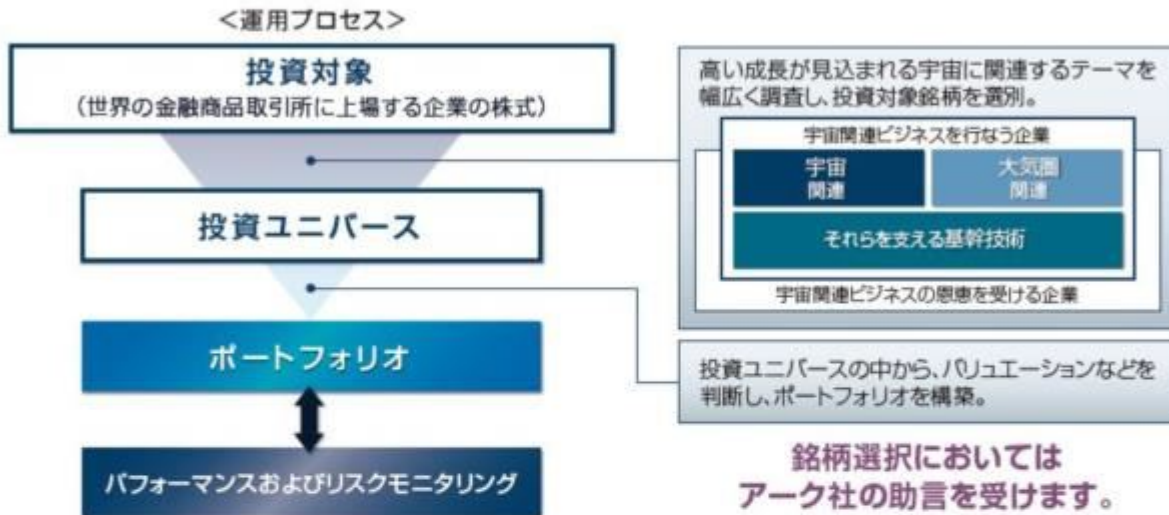 ＜運用プロセス＞
投資対象
（世界の金融商品取引所に上場する企業の株式）
投資ユニバース
ポートフォリオ
パフォーマンスおよびリスクモニタリング
高い成長が見込まれる宇宙に関連するテーマを
幅広く調査し、投資対象銘柄を選別。
宇宙関連ビジネスを行なう企業
宇宙
関連
大気圏
関連
それらを支える基幹技術
宇宙関連ビジネスの恩恵を受ける企業
投資ユニバースの中から、バリュエーションなどを
判断し、ポートフォリオを構築。
銘柄選択においては
アーク社の助言を受けます。